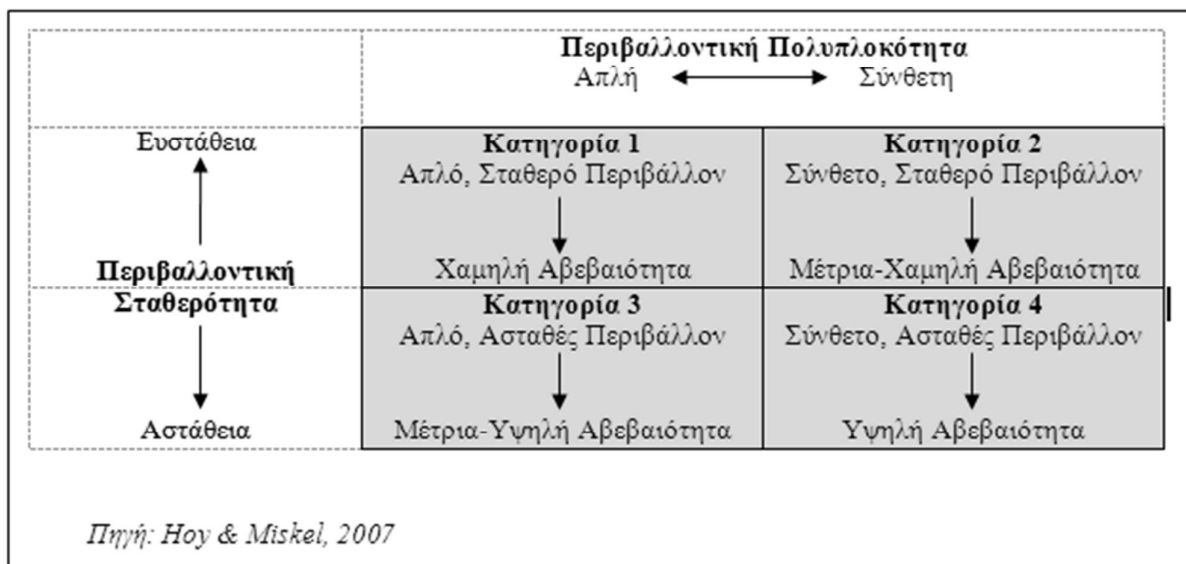 Περιβαλλοντική Πολυπλοκότητα
Απλή Σύνθετη
Ευστάθεια
Περιβαλλοντική
Σταθερότητα
Αστάθεια
Κατηγορία 1
Απλό, Σταθερό Περιβάλλον
Χαμηλή Αβεβαιότητα
Κατηγορία 2
Σύνθετο, Σταθερό Περιβάλλον
Μέτρια-Χαμηλή Αβεβαιότητα
Κατηγορία 3
Απλό, Ασταθές Περιβάλλον
Μέτρια-Υψηλή Αβεβαιότητα
Κατηγορία 4
Σύνθετο, Ασταθές Περιβάλλον
Υψηλή Αβεβαιότητα
Πηγή: Hoy & Miskel, 2007